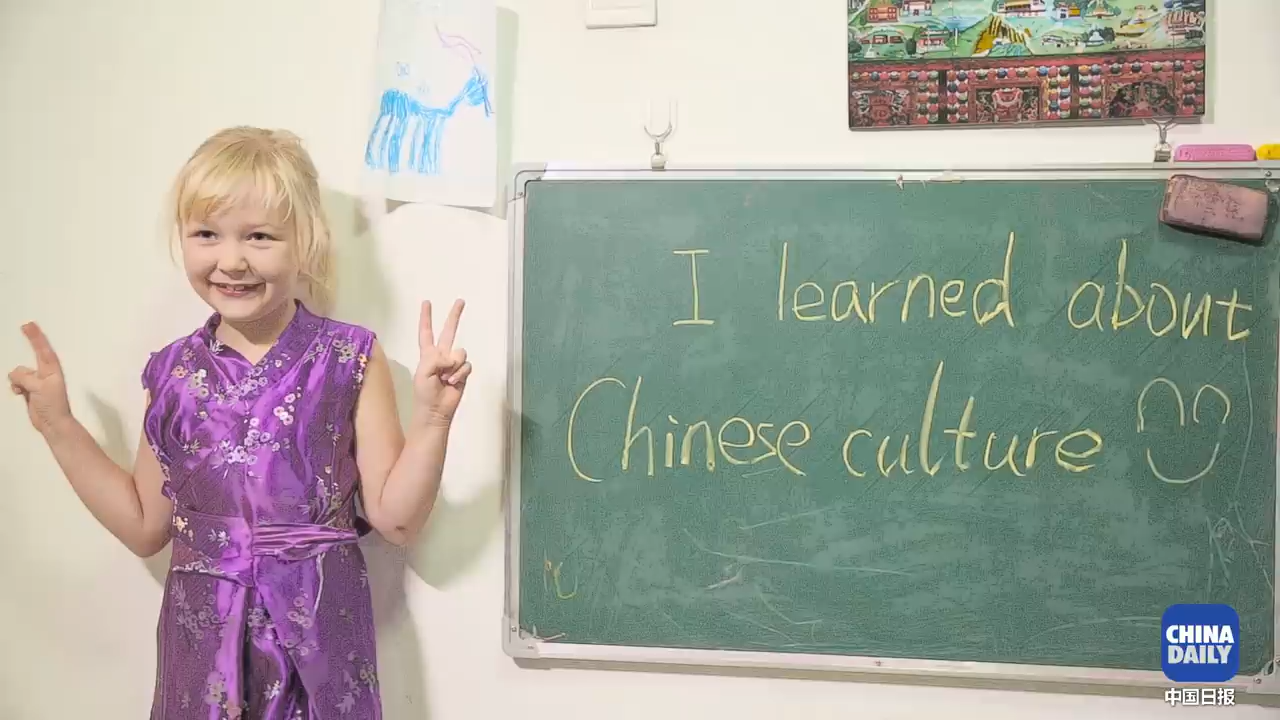 I learned about
Chinese culture
CHINA
DAILY
中国日报